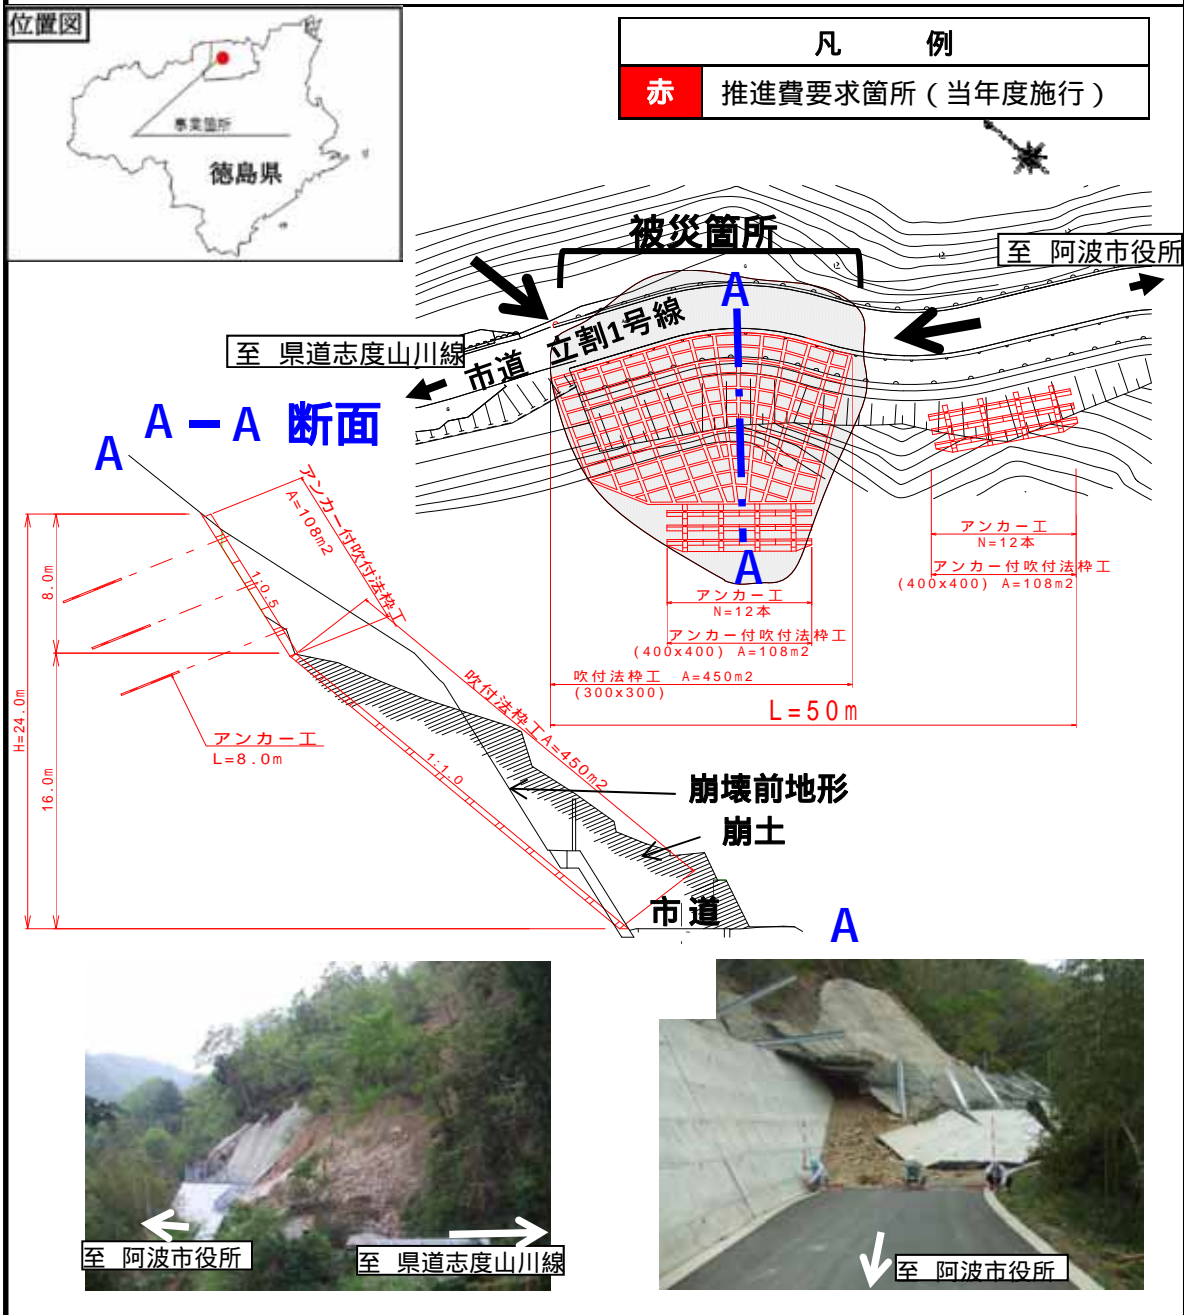 位置図
事業箇所
徳島県
凡 例
赤 推進費要求箇所（当年度施行）
被災箇所
至 阿波市役所
A
市道 立割1号線
至 県道志度山川線
A
アンカー工
N=12本
アンカー付吹付法枠工
(400x400) A=108m2
アンカー工
N=12本
アンカー付吹付法枠工
(400x400) A=108m2
吹付法枠工 A=450m2
(300x300)
L=50m
A－A 断面
A
アンカー付吹付法枠工
A=108m2
8.0m
1:0.5
H=24.0m
16.0m
アンカー工
L=8.0m
吹付法枠工A=450m2
1:1.0
崩壊前地形
崩土
市道
A
至 阿波市役所
至 県道志度山川線
至 阿波市役所